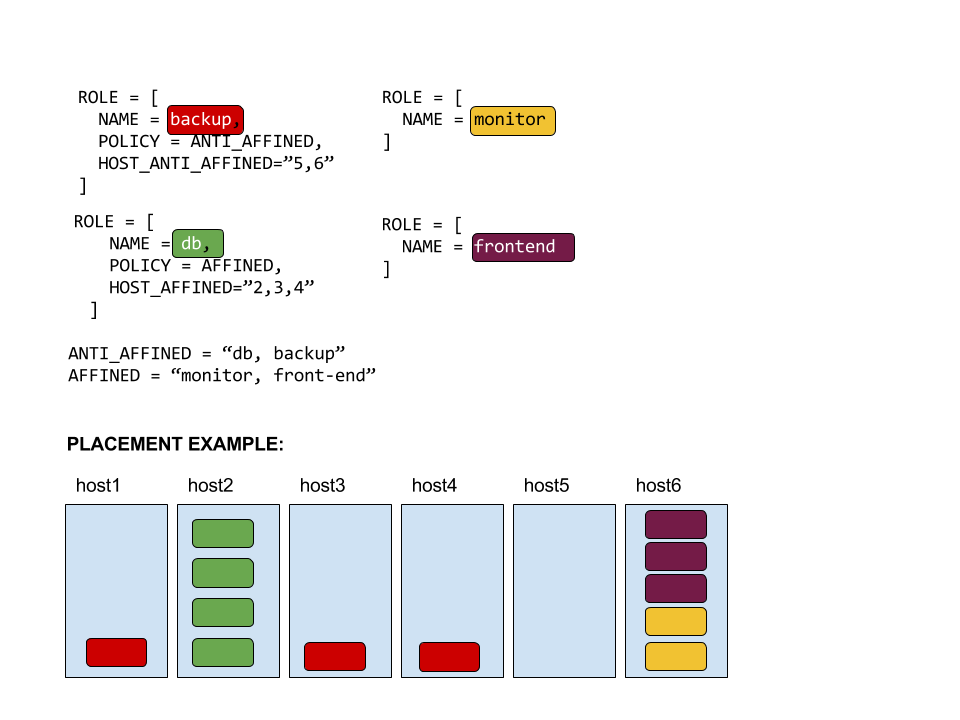 ROLE = [
NAME = backup,
POLICY = ANTI_AFFINED,
HOST_ANTI_AFFINED=”5,6”
]
ROLE = [
NAME = monitor
]
ROLE = [
NAME = db,
POLICY = AFFINED,
HOST_AFFINED=”2,3,4”
]
ROLE = [
NAME = frontend
]
ANTI_AFFINED = “db, backup”
AFFINED = “monitor, front-end”
PLACEMENT EXAMPLE:
host1 host2 host3 host4 host5 host6